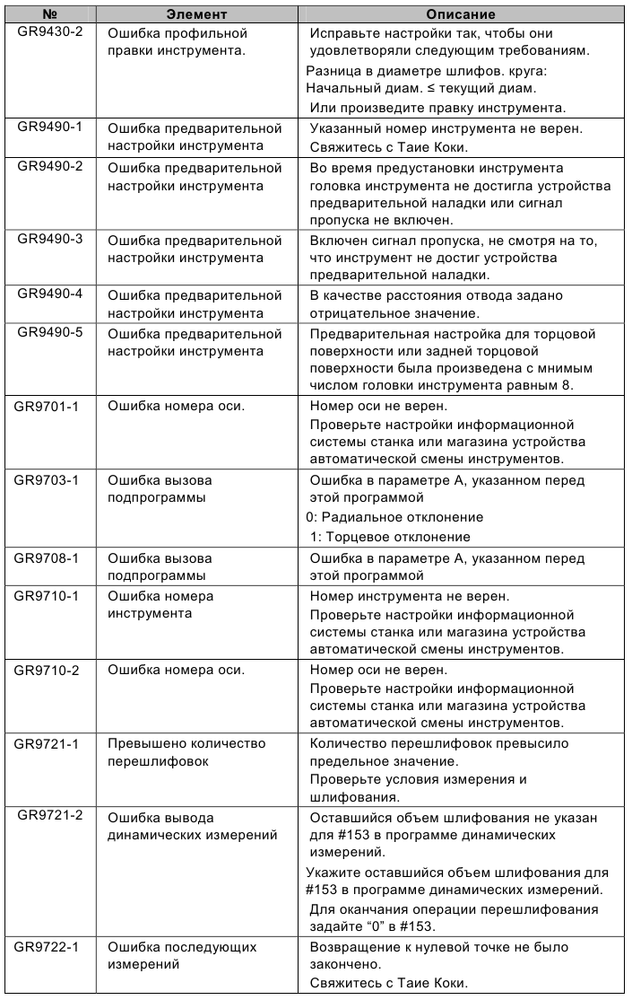 № Элемент Описание
GR9430-2 Ошибка профильной Исправьте настройки так, чтобы они
правки инструмента. удовлетворяли следующим требованиям.
Разница в диаметре шлифов. круга:
Начальный диам. ≤ текущий диам.
Или произведите правку инструмента.
GR9490-1 Ошибка предварительной Указанный номер инструмента не верен.
настройки инструмента Свяжитесь с Таие Коки.
GR9490-2 Ошибка предварительной Во время предустановки инструмента
настройки инструмента головка инструмента не достигла устройства
предварительной наладки или сигнал
пропуска не включен.
GR9490-3 Ошибка предварительной Включен сигнал пропуска, не смотря на то,
настройки инструмента что инструмент не достиг устройства
предварительной наладки.
GR9490-4 Ошибка предварительной В качестве расстояния отвода задано
настройки инструмента отрицательное значение.
GR9490-5 Ошибка предварительной Предварительная настройка для торцовой
настройки инструмента поверхности или задней торцовой
поверхности была произведена с мнимым
числом головки инструмента равным 8.
GR9701-1 Ошибка номера оси. Номер оси не верен.
Проверьте настройки информационной
системы станка или магазина устройства
автоматической смены инструментов.
GR9703-1 Ошибка вызова Ошибка в параметре А, указанном перед
подпрограммы этой программой
0: Радиальное отклонение
1: Торцевое отклонение
GR9708-1 Ошибка вызова Ошибка в параметре А, указанном перед
подпрограммы этой программой
GR9710-1 Ошибка номера Номер инструмента не верен.
инструмента Проверьте настройки информационной
системы станка или магазина устройства
автоматической смены инструментов.
GR9710-2 Ошибка номера оси. Номер оси не верен.
Проверьте настройки информационной
системы станка или магазина устройства
автоматической смены инструментов.
GR9721-1 Превышено количество Количество перешлифовок превысило
перешлифовок предельное значение.
Проверьте условия измерения и
шлифования.
GR9721-2 Ошибка вывода Оставшийся объем шлифования не указан
динамических измерений для #153 в программе динамических
измерений.
Укажите оставшийся объем шлифования для
#153 в программе динамических измерений.
Для оканчания операции перешлифования
задайте “0” в #153.
GR9722-1 Ошибка последующих Возвращение к нулевой точке не было
измерений закончено.
Свяжитесь с Таие Коки.